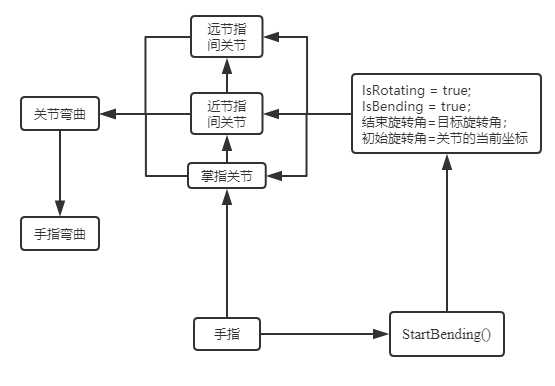 远节指
间关节
IsRotating = true;
IsBending = true;
结束旋转角=目标旋转角;
初始旋转角=关节的当前坐标
关节弯曲
近节指
间关节
掌指关节
手指弯曲
手指
StartBending()